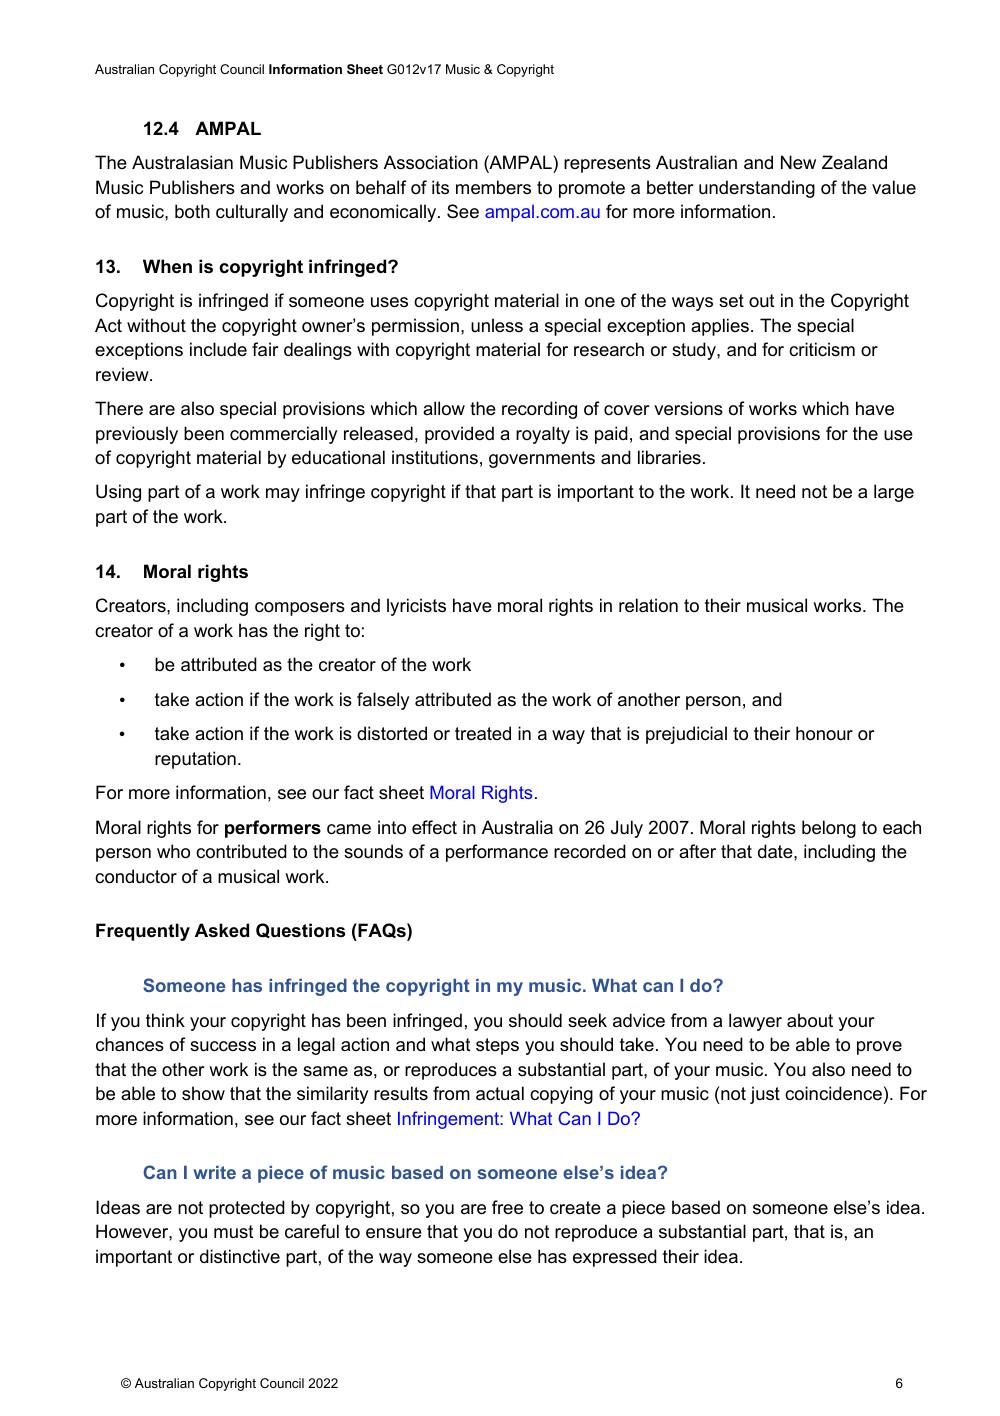 Australian Copyright Council Information Sheet G012v17 Music & Copyright
12.4 AMPAL
The Australasian Music Publishers Association (AMPAL) represents Australian and New Zealand
Music Publishers and works on behalf of its members to promote a better understanding of the value
of music, both culturally and economically. See ampal.com.au for more information.
13. When is copyright infringed?
Copyright is infringed if someone uses copyright material in one of the ways set out in the Copyright
Act without the copyright owner’s permission, unless a special exception applies. The special
exceptions include fair dealings with copyright material for research or study, and for criticism or
review.
There are also special provisions which allow the recording of cover versions of works which have
previously been commercially released, provided a royalty is paid, and special provisions for the use
of copyright material by educational institutions, governments and libraries.
Using part of a work may infringe copyright if that part is important to the work. It need not be a large
part of the work.
14. Moral rights
Creators, including composers and lyricists have moral rights in relation to their musical works. The
creator of a work has the right to:
• be attributed as the creator of the work
• take action if the work is falsely attributed as the work of another person, and
• take action if the work is distorted or treated in a way that is prejudicial to their honour or
reputation.
For more information, see our fact sheet Moral Rights.
Moral rights for performers came into effect in Australia on 26 July 2007. Moral rights belong to each
person who contributed to the sounds of a performance recorded on or after that date, including the
conductor of a musical work.
Frequently Asked Questions (FAQs)
Someone has infringed the copyright in my music. What can I do?
If you think your copyright has been infringed, you should seek advice from a lawyer about your
chances of success in a legal action and what steps you should take. You need to be able to prove
that the other work is the same as, or reproduces a substantial part, of your music. You also need to
be able to show that the similarity results from actual copying of your music (not just coincidence). For
more information, see our fact sheet Infringement: What Can I Do?
Can I write a piece of music based on someone else’s idea?
Ideas are not protected by copyright, so you are free to create a piece based on someone else’s idea.
However, you must be careful to ensure that you do not reproduce a substantial part, that is, an
important or distinctive part, of the way someone else has expressed their idea.
© Australian Copyright Council 2022 6